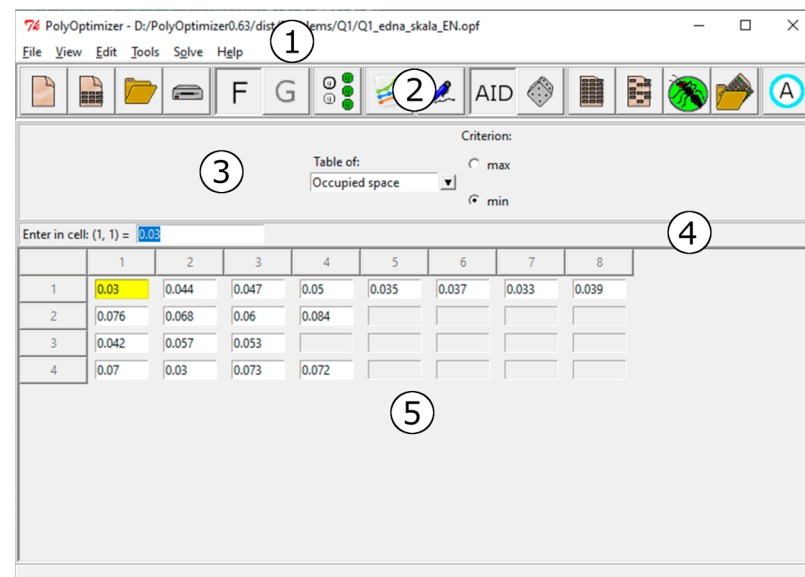 PolyOptimizer - D:/PolyOptimizer0.63/dist/ lems/Q1/Q1_edna_skala_EN.opf
File View Edit Tools Solve Help
1
F G 2 AID A
3
Criterion:
Table of:
max
Occupied space
min
4
Enter in cell: (1, 1) = 0.03
1 2 3 4 5 6 7 8
1 0.03 0.044 0.047 0.05 0.035 0.037 0.033 0.039
2 0.076 0.068 0.06 0.084
3 0.042 0.057 0.053
4 0.07 0.03 0.073 0.072
5